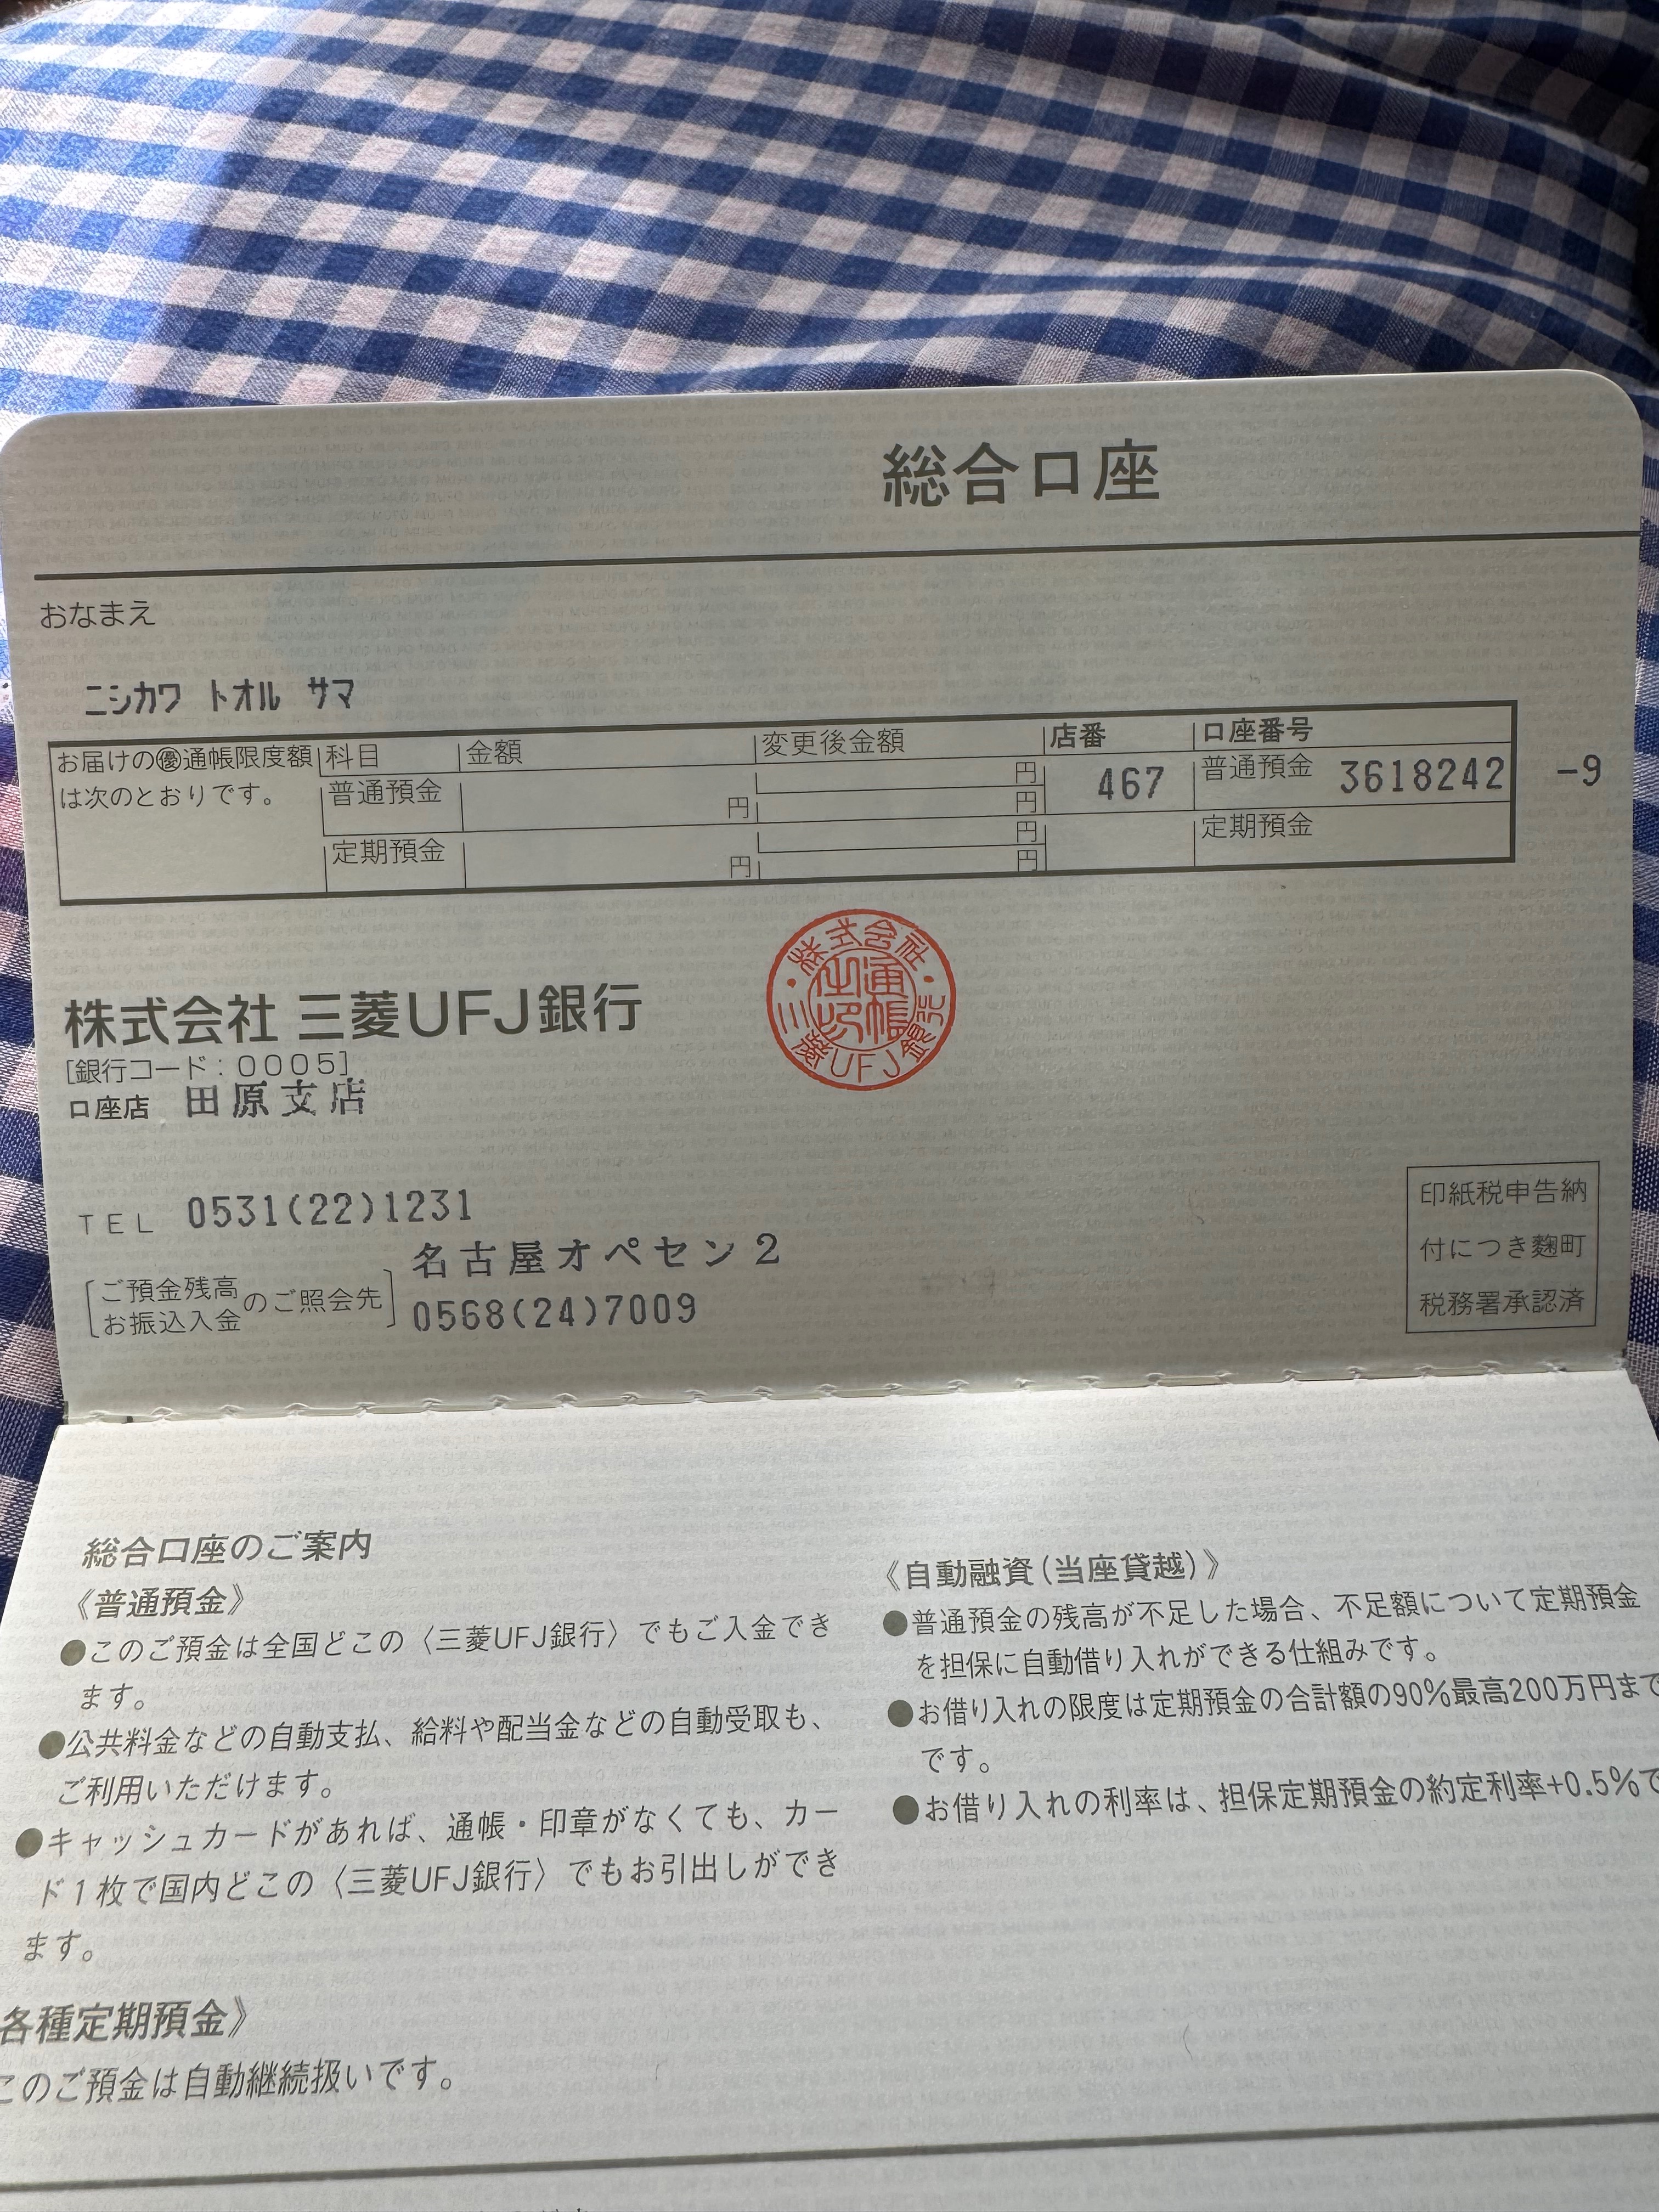 総合口座
おなまえ
ニシカワ トオル サマ
お届けの優通帳限度額は次のとおりです。
科目 金額 変更後金額 店番 口座番号
普通預金 円 円 円 467 普通預金 3618242 -9
定期預金 円 円 円 定期預金
株式会社 三菱UFJ銀行
[銀行コード:0005]
口座店 田原支店
株式会社
三菱UFJ銀行
通帳
之印
TEL 0531(22)1231
名古屋オペセン2
ご預金残高
お振込入金
のご照会先
0568(24)7009
印紙税申告納
付につき麴町
税務署承認済
総合口座のご案内
《普通預金》
●このご預金は全国どこの〈三菱UFJ銀行〉でもご入金でき
ます。
●公共料金などの自動支払、給料や配当金などの自動受取も、
ご利用いただけます。
●キャッシュカードがあれば、通帳・印章がなくても、カー
ド1枚で国内どこの〈三菱UFJ銀行〉でもお引出しができ
ます。
各種定期預金》
このご預金は自動継続扱いです。
《自動融資(当座貸越)》
●普通預金の残高が不足した場合、不足額について定期預金
を担保に自動借り入れができる仕組みです。
●お借り入れの限度は定期預金の合計額の90%最高200万円まで
です。
●お借り入れの利率は、担保定期預金の約定利率+0.5%で